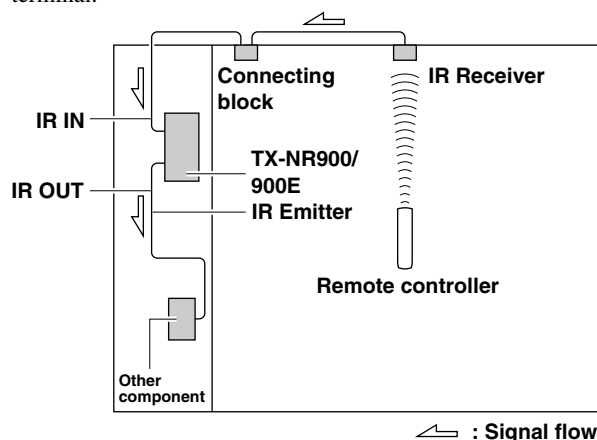 terminal.
Connecting
block
IR Receiver
IR IN
TX-NR900/
900E
IR OUT
IR Emitter
Remote controller
Other
component
: Signal flow